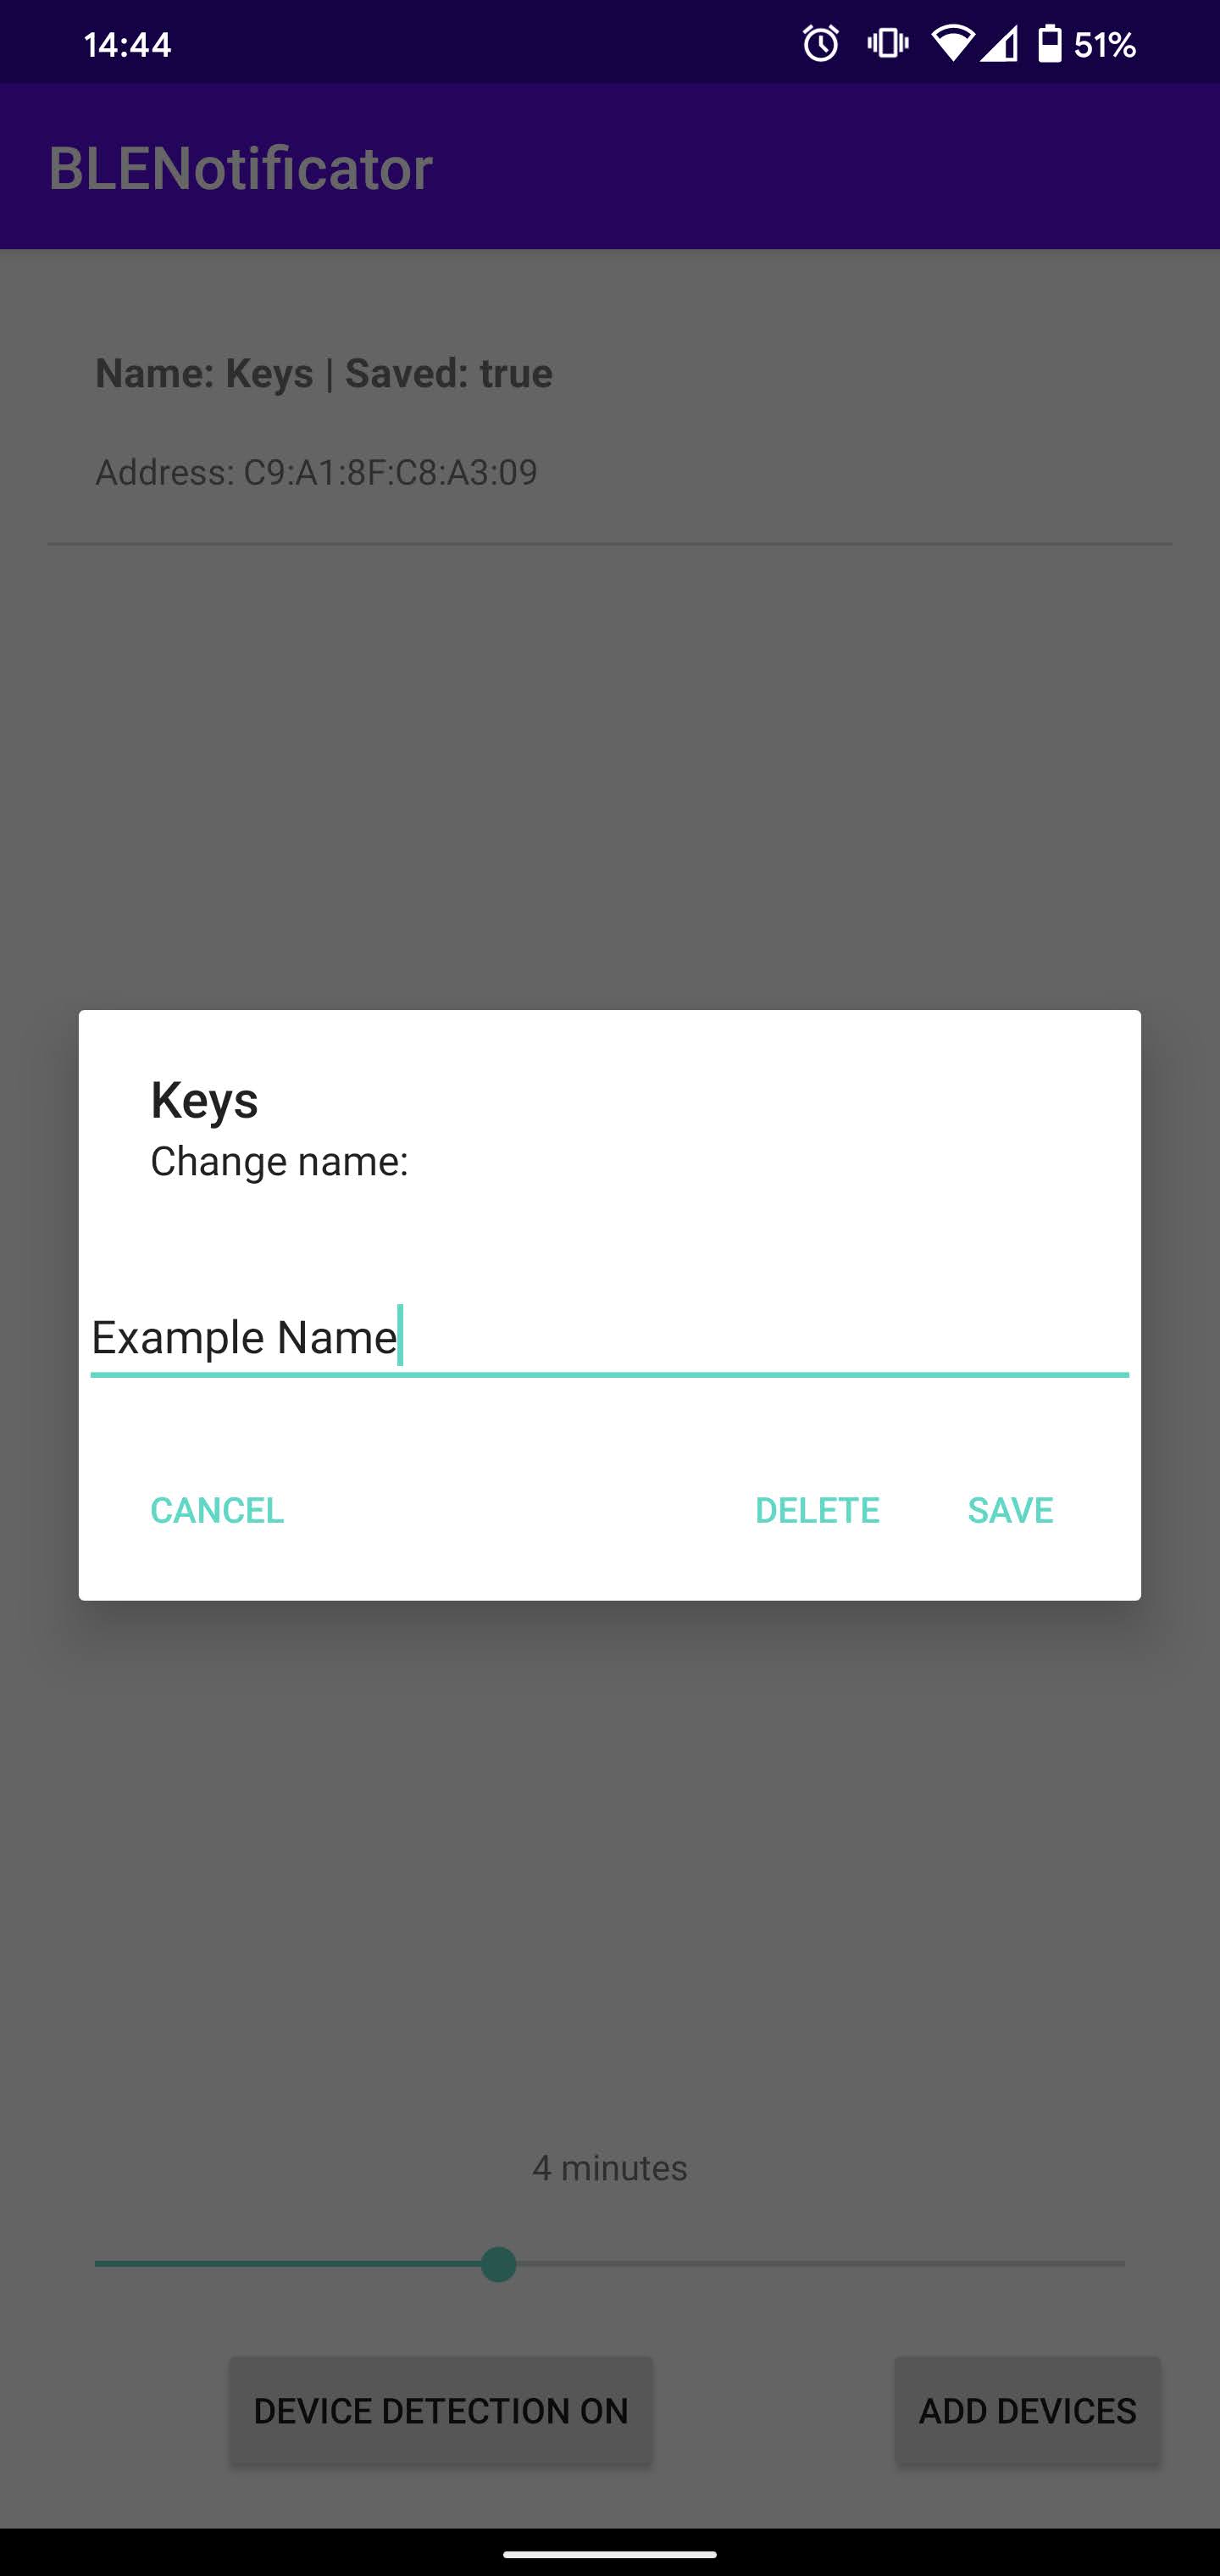 14:44 51%
BLENotificator
Name: Keys | Saved: true
Address: C9:A1:8F:C8:A3:09
Keys
Change name:
Example Name
CANCEL DELETE SAVE
4 minutes
DEVICE DETECTION ON ADD DEVICES